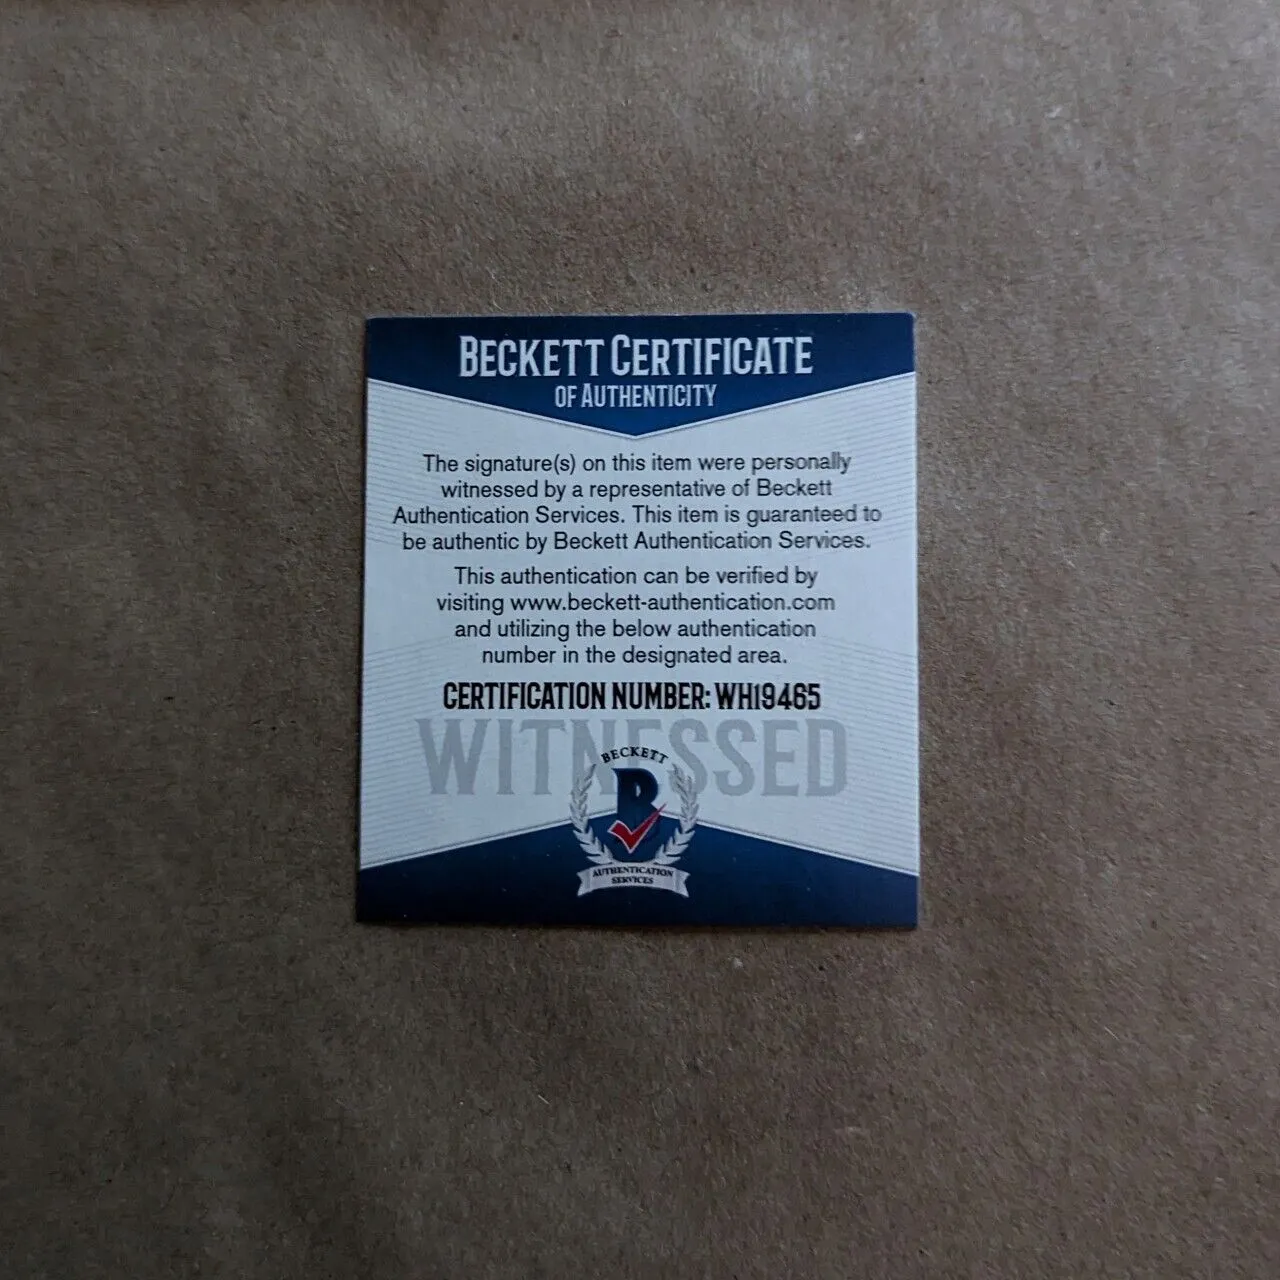 BECKETT CERTIFICATE
OF AUTHENTICITY
The signature(s) on this item were personally
witnessed by a representative of Beckett
Authentication Services. This item is guaranteed to
be authentic by Beckett Authentication Services.
This authentication can be verified by
visiting www.beckett-authentication.com
and utilizing the below authentication
number in the designated area.
CERTIFICATION NUMBER: WH19465
WITNESSED
BECKETT
B
AUTHENTICATION
SERVICES